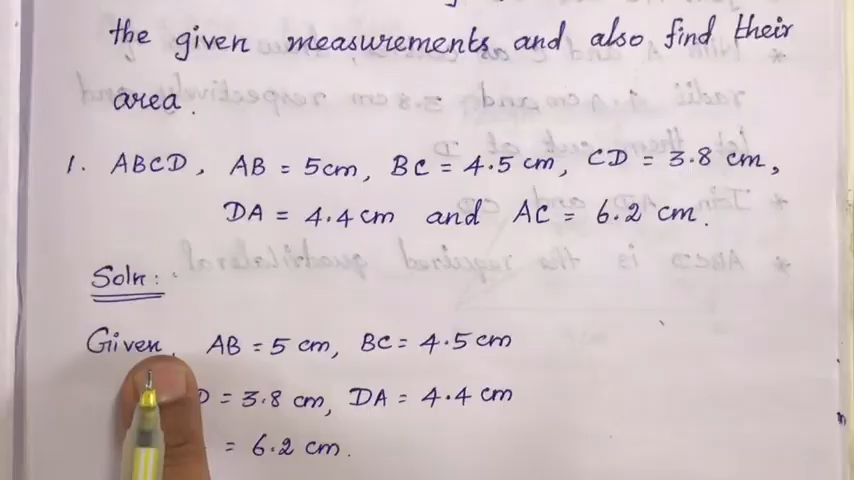 the given measurements and also find their
area.
1. ABCD, AB = 5cm, BC = 4.5 cm, CD = 3.8 cm,
DA = 4.4 cm and AC = 6.2 cm.
Soln:
Given, AB = 5 cm, BC = 4.5 cm
D = 3.8 cm, DA = 4.4 cm
= 6.2 cm.